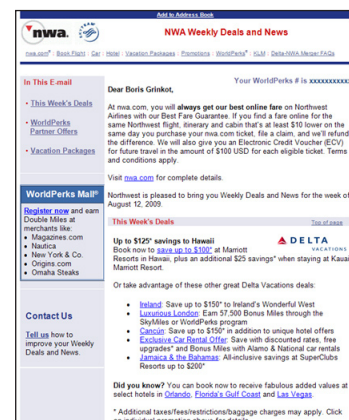 Add to Address Book
nwa.
NWA Weekly Deals and News
nwa.com® · Book Flight · Car · Hotel · Vacation Packages · Promotions · WorldPerks® · KLM · Delta-NWA Merger FAQs
In This E-mail
· This Week's Deals
· WorldPerks
Partner Offers
· Vacation Packages
WorldPerks Mall®
Register now and earn
Double Miles at
merchants like:
• Magazines.com
• Nautica
• New York & Co.
• Origins.com
• Omaha Steaks
Contact Us
Tell us how to
improve your Weekly
Deals and News.
Your WorldPerks # is xxxxxxxxxx
Dear Boris Grinkot,
At nwa.com, you will always get our best online fare on Northwest
Airlines with our Best Fare Guarantee. If you find a fare online for the
same Northwest flight, itinerary and cabin that's at least $10 lower on the
same day you purchase your nwa.com ticket, file a claim, and we'll refund
the difference. We will also give you an Electronic Credit Voucher (ECV)
for future travel in the amount of $100 USD for each eligible ticket. Terms
and conditions apply.
Visit nwa.com for complete details.
Northwest is pleased to bring you Weekly Deals and News for the week of
August 12, 2009.
This Week's Deals
Top of page
Up to $125* savings to Hawaii
DELTA
VACATIONS
Book now to save up to $100* at Marriott
Resorts in Hawaii, plus an additional $25 savings* when staying at Kauai
Marriott Resort.
Or take advantage of these other great Delta Vacations deals:
• Ireland: Save up to $150* to Ireland's Wonderful West
• Luxurious London: Earn 57,500 Bonus Miles through the
SkyMiles or WorldPerks program
• Cancún: Save up to $150* in addition to unique hotel offers
• Exclusive Car Rental Offer: Save with discounted rates, free
upgrades* and Bonus Miles with Alamo & National car rentals
• Jamaica & the Bahamas: All-inclusive savings at SuperClubs
Resorts up to $200*
Did you know? You can book now to receive fabulous added values at
select hotels in Orlando, Florida's Gulf Coast and Las Vegas.
* Additional taxes/fees/restrictions/baggage charges may apply. Click